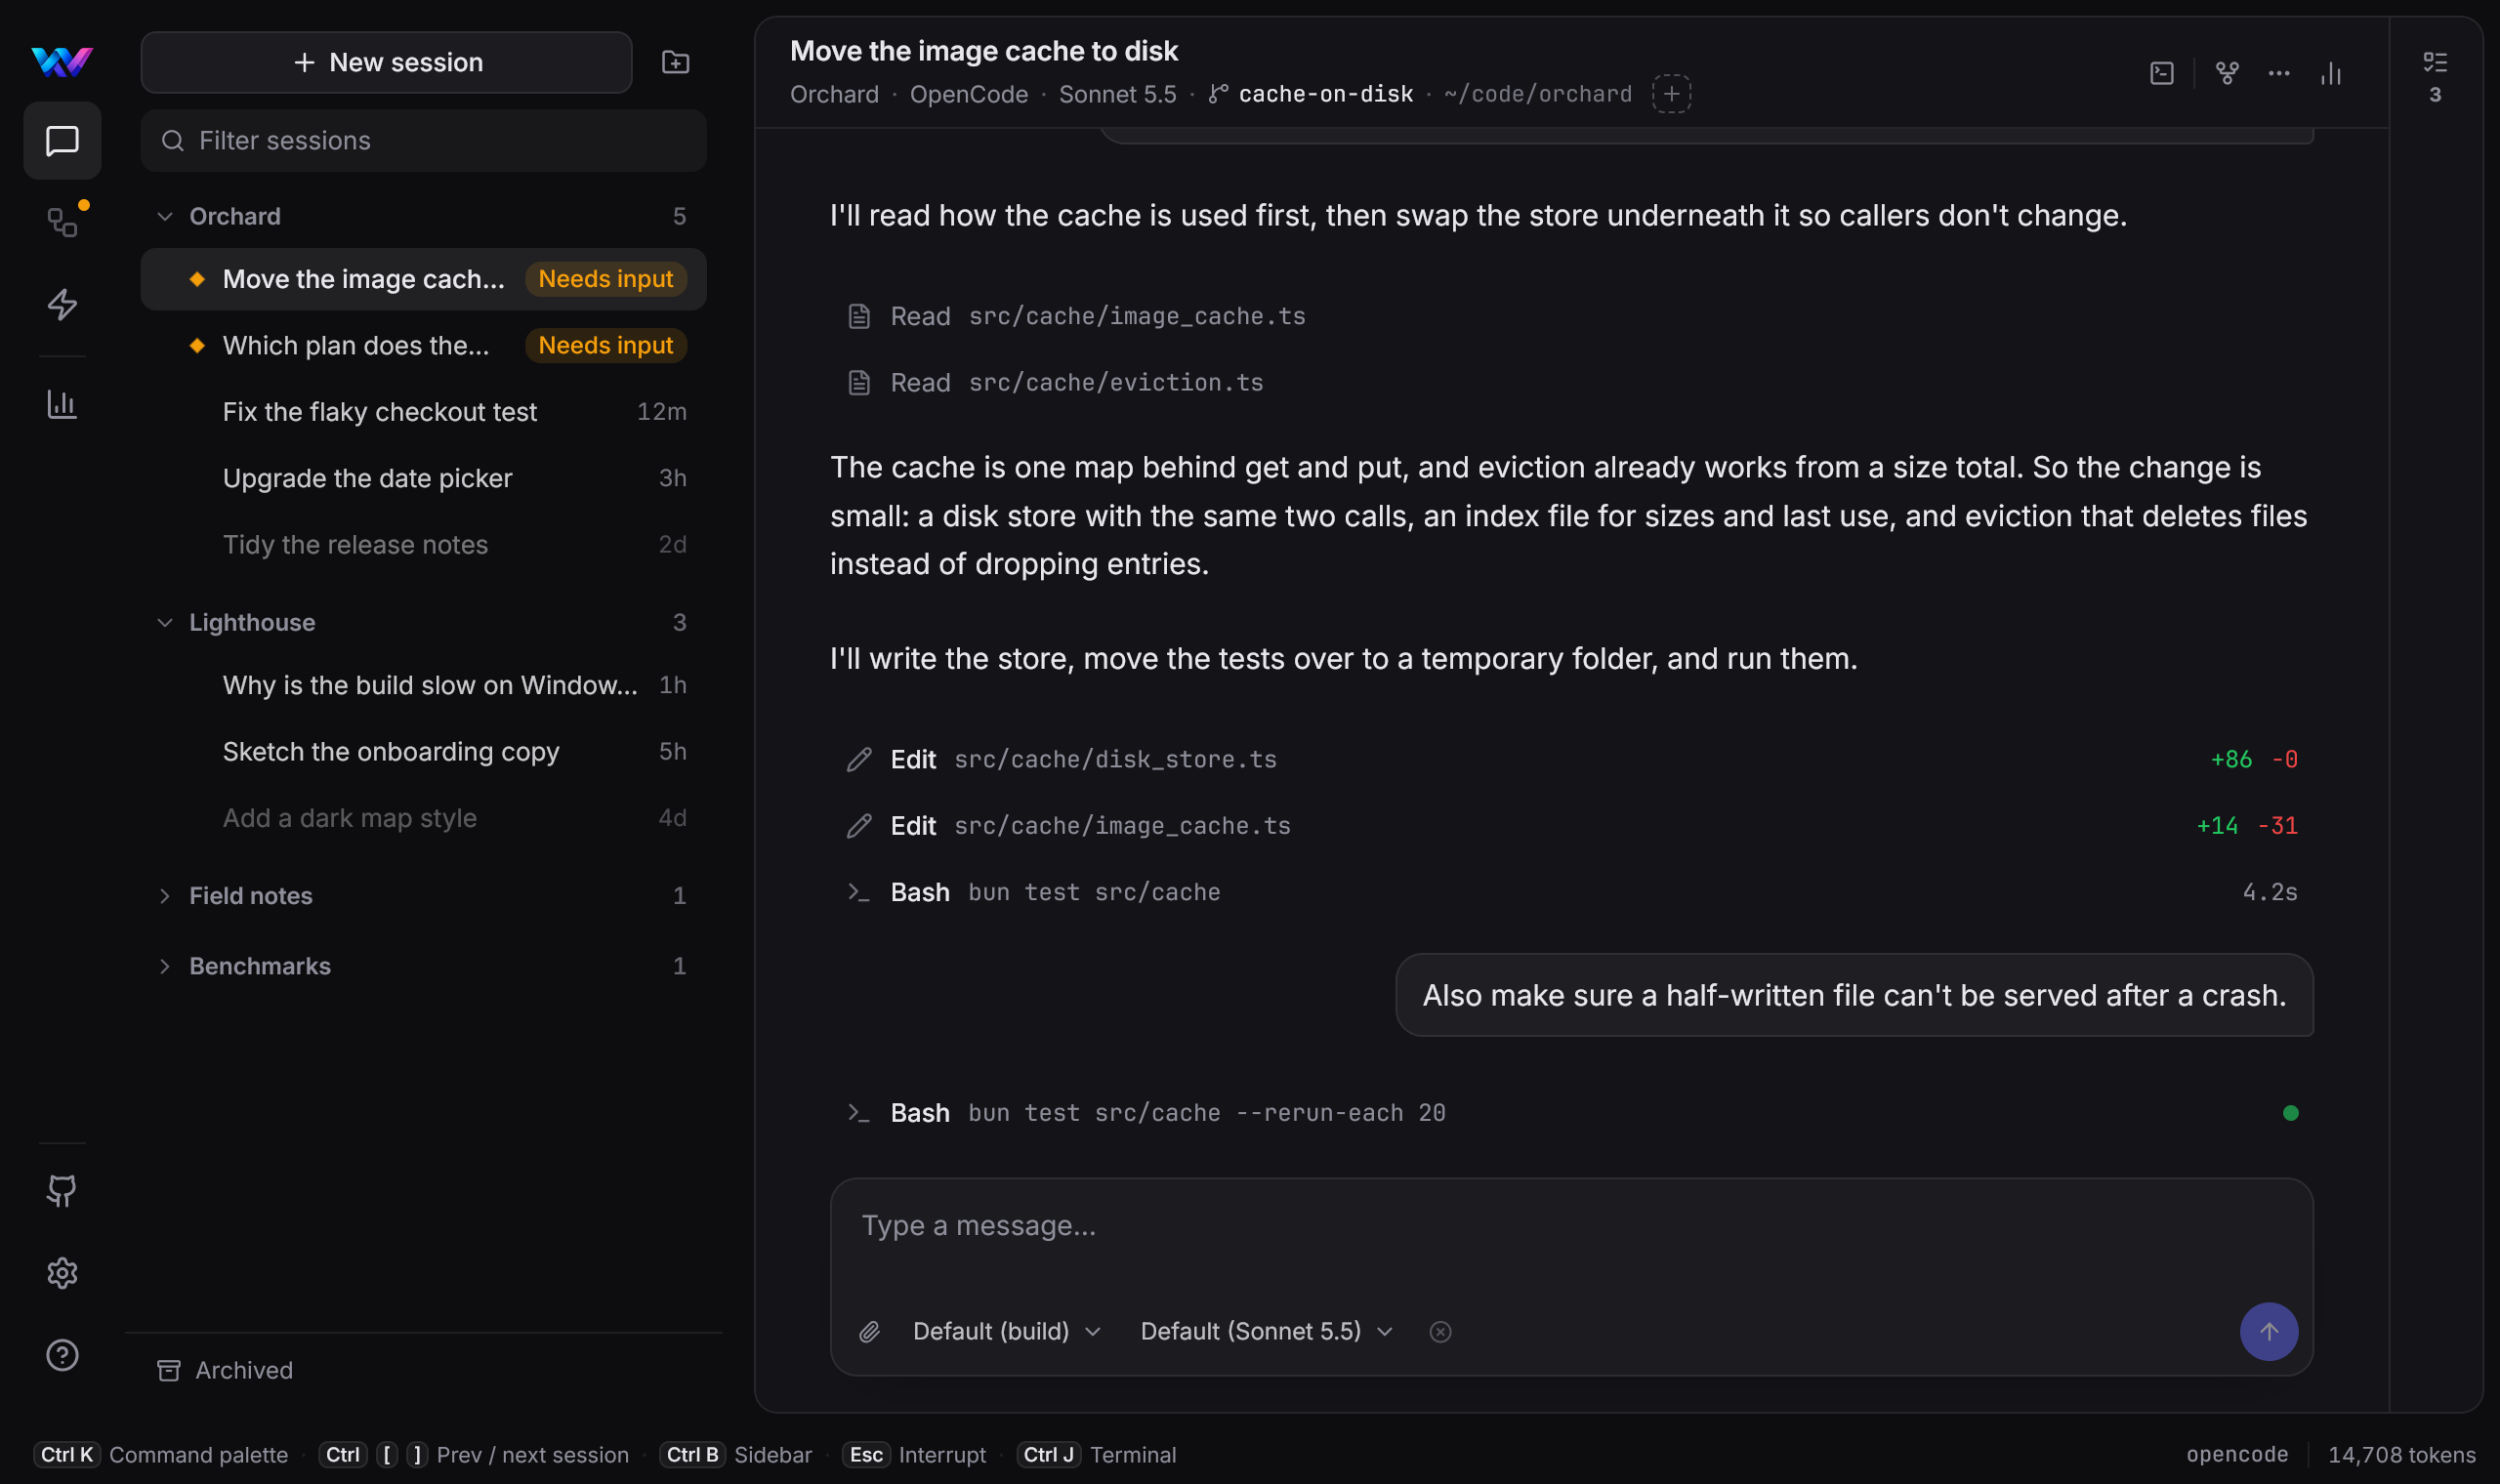 New session
Filter sessions
Orchard 5
Move the image cach... Needs input
Which plan does the... Needs input
Fix the flaky checkout test 12m
Upgrade the date picker 3h
Tidy the release notes 2d
Lighthouse 3
Why is the build slow on Window... 1h
Sketch the onboarding copy 5h
Add a dark map style 4d
Field notes 1
Benchmarks 1
Archived
Move the image cache to disk
Orchard · OpenCode · Sonnet 5.5 · cache-on-disk · ~/code/orchard
3
I'll read how the cache is used first, then swap the store underneath it so callers don't change.
Read src/cache/image_cache.ts
Read src/cache/eviction.ts
The cache is one map behind get and put, and eviction already works from a size total. So the change is
small: a disk store with the same two calls, an index file for sizes and last use, and eviction that deletes files
instead of dropping entries.
I'll write the store, move the tests over to a temporary folder, and run them.
Edit src/cache/disk_store.ts +86 -0
Edit src/cache/image_cache.ts +14 -31
Bash bun test src/cache 4.2s
Also make sure a half-written file can't be served after a crash.
Bash bun test src/cache --rerun-each 20
Type a message...
Default (build) Default (Sonnet 5.5)
Ctrl K Command palette · Ctrl [ ] Prev / next session · Ctrl B Sidebar · Esc Interrupt · Ctrl J Terminal
opencode 14,708 tokens